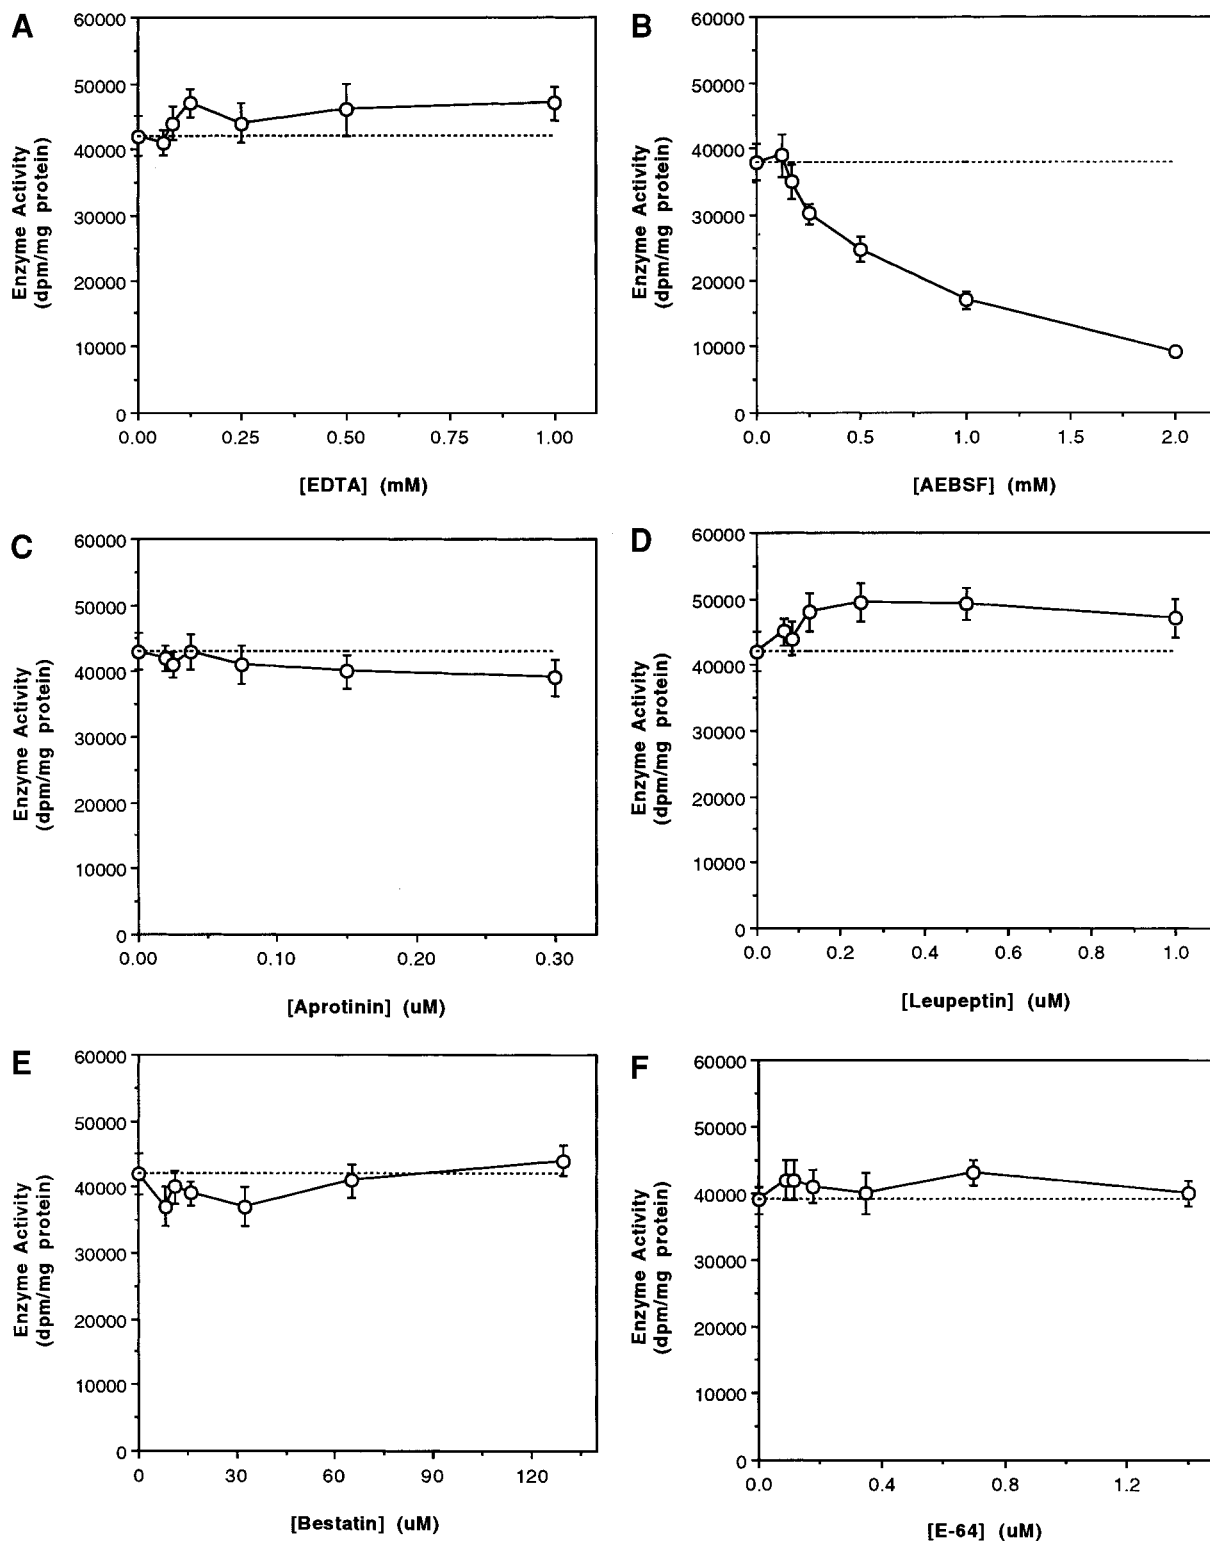 A
Enzyme Activity
(dpm/mg protein)
60000
50000
40000
30000
20000
10000
0
0.00 0.25 0.50 0.75 1.00
[EDTA] (mM)
B
Enzyme Activity
(dpm/mg protein)
60000
50000
40000
30000
20000
10000
0
0.0 0.5 1.0 1.5 2.0
[AEBSF] (mM)
C
Enzyme Activity
(dpm/mg protein)
60000
50000
40000
30000
20000
10000
0
0.00 0.10 0.20 0.30
[Aprotinin] (uM)
D
Enzyme Activity
(dpm/mg protein)
60000
50000
40000
30000
20000
10000
0
0.0 0.2 0.4 0.6 0.8 1.0
[Leupeptin] (uM)
E
Enzyme Activity
(dpm/mg protein)
60000
50000
40000
30000
20000
10000
0
0 30 60 90 120
[Bestatin] (uM)
F
Enzyme Activity
(dpm/mg protein)
60000
50000
40000
30000
20000
10000
0
0.0 0.4 0.8 1.2
[E-64] (uM)